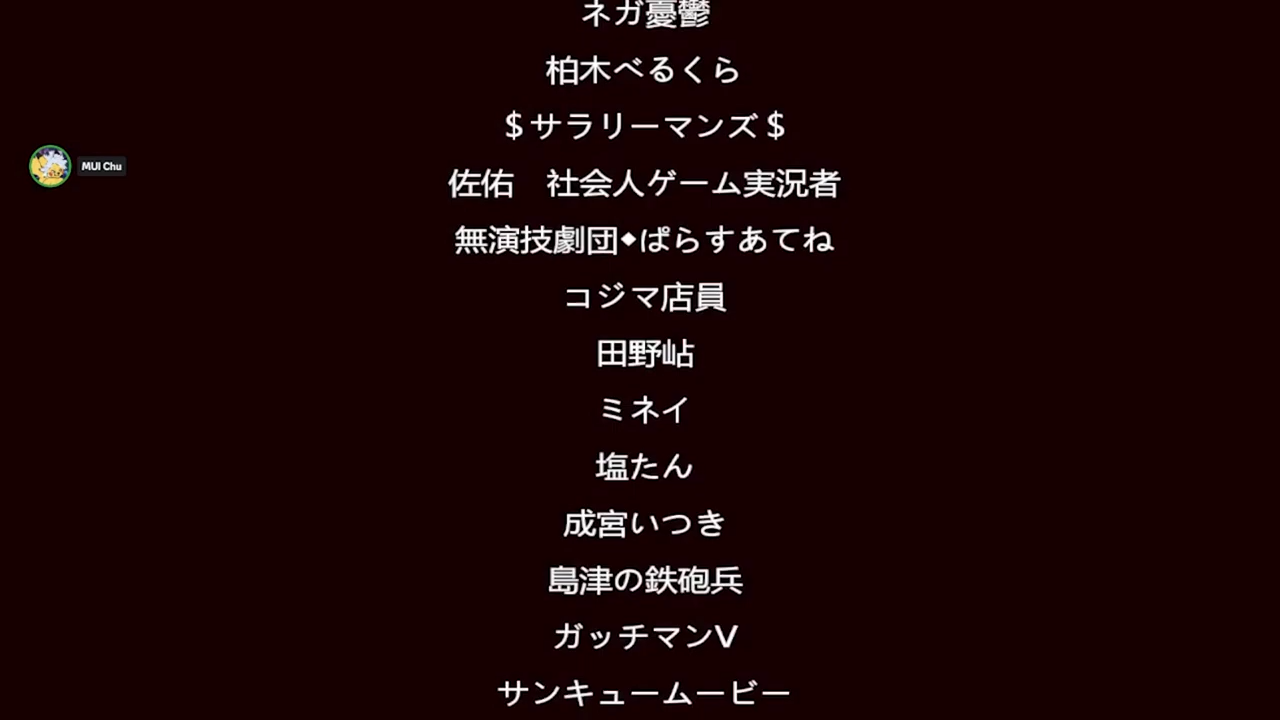 ネガ憂鬱
柏木べるくら
MUI Chu
$サラリーマンズ$
佐佑　社会人ゲーム実況者
無演技劇団◆ぱらすあてね
コジマ店員
田野岾
ミネイ
塩たん
成宮いつき
島津の鉄砲兵
ガッチマンV
サンキュームービー